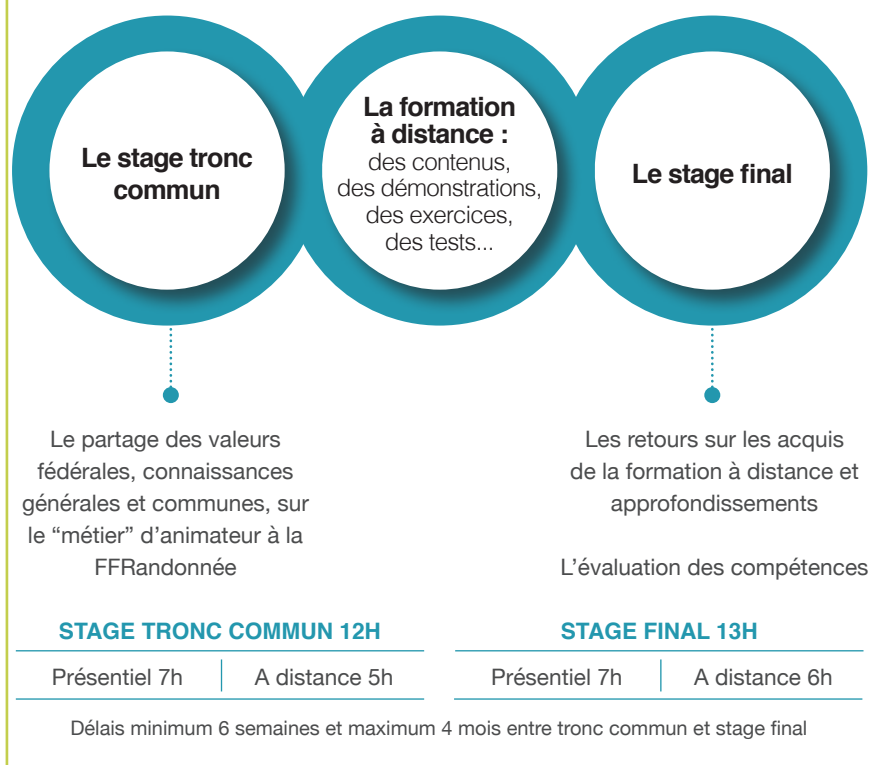 Le stage tronc
commun
La formation
à distance :
des contenus,
des démonstrations,
des exercices,
des tests...
Le stage final
Le partage des valeurs
fédérales, connaissances
générales et communes, sur
le “métier” d’animateur à la
FFRandonnée
Les retours sur les acquis
de la formation à distance et
approfondissements
L’évaluation des compétences
STAGE TRONC COMMUN 12H
Présentiel 7h
A distance 5h
STAGE FINAL 13H
Présentiel 7h
A distance 6h
Délais minimum 6 semaines et maximum 4 mois entre tronc commun et stage final